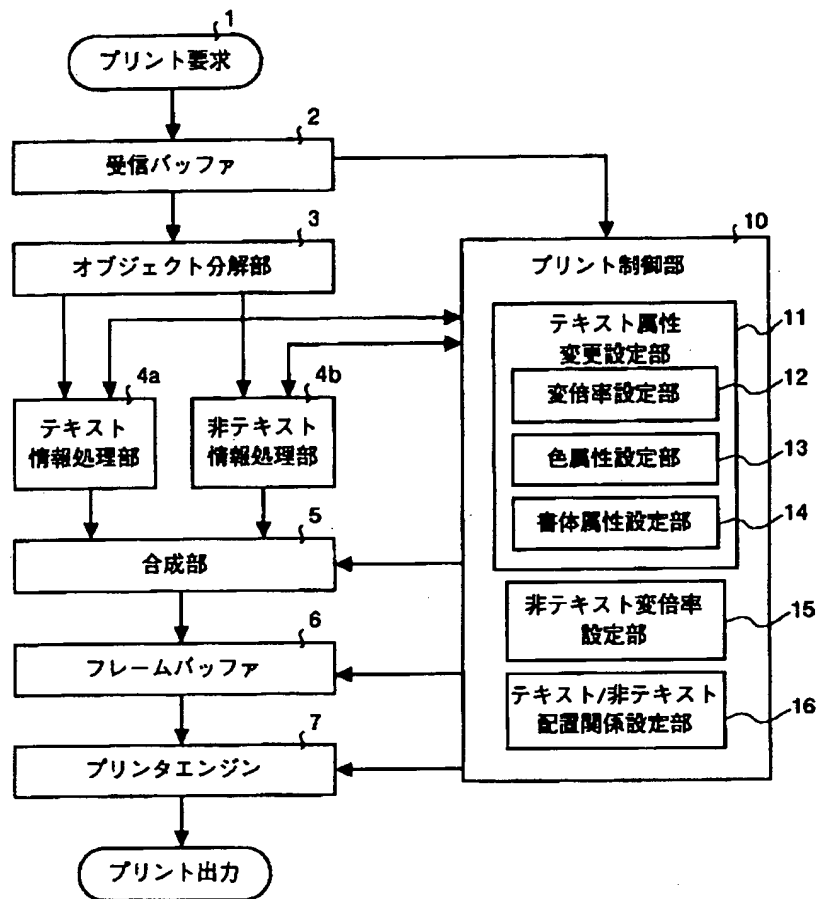 1
プリント要求
2
受信バッファ
3
オブジェクト分解部
10
プリント制御部
テキスト属性
変更設定部
11
変倍率設定部
12
色属性設定部
13
書体属性設定部
14
4a
テキスト
情報処理部
4b
非テキスト
情報処理部
5
合成部
非テキスト変倍率
設定部
15
6
フレームバッファ
テキスト/非テキスト
配置関係設定部
16
7
プリンタエンジン
プリント出力